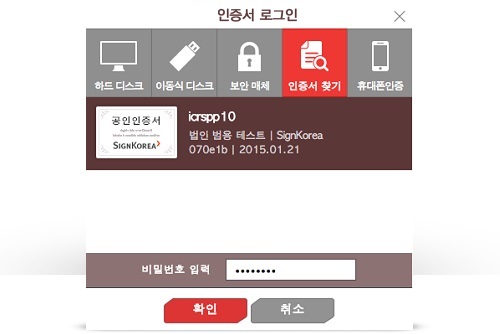 인증서 로그인
하드 디스크 이동식 디스크 보안 매체 인증서 찾기 휴대폰인증
공인인증서
SIGNKOREA
icrspp10
법인 범용 테스트 | SignKorea
070e1b | 2015.01.21
비밀번호 입력 ••••••••
확인 취소